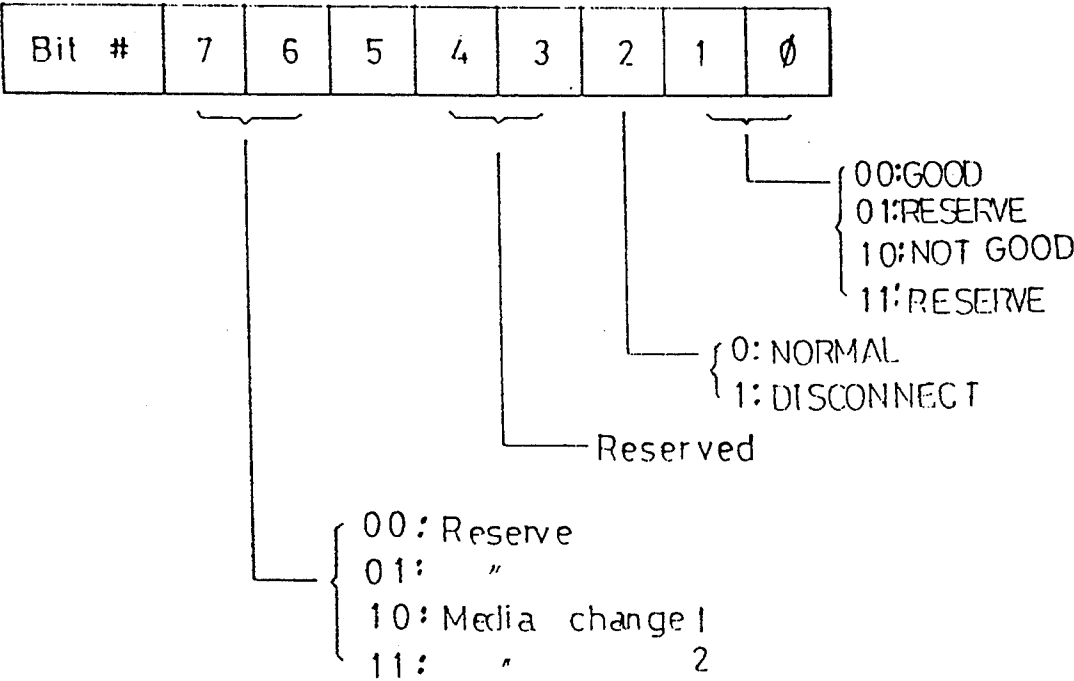 Bit # 7 6 5 4 3 2 1 Ø
00:GOOD
01:RESERVE
10:NOT GOOD
11:RESERVE
0: NORMAL
1: DISCONNECT
Reserved
00: Reserve
01: "
10: Media change 1
11: " 2